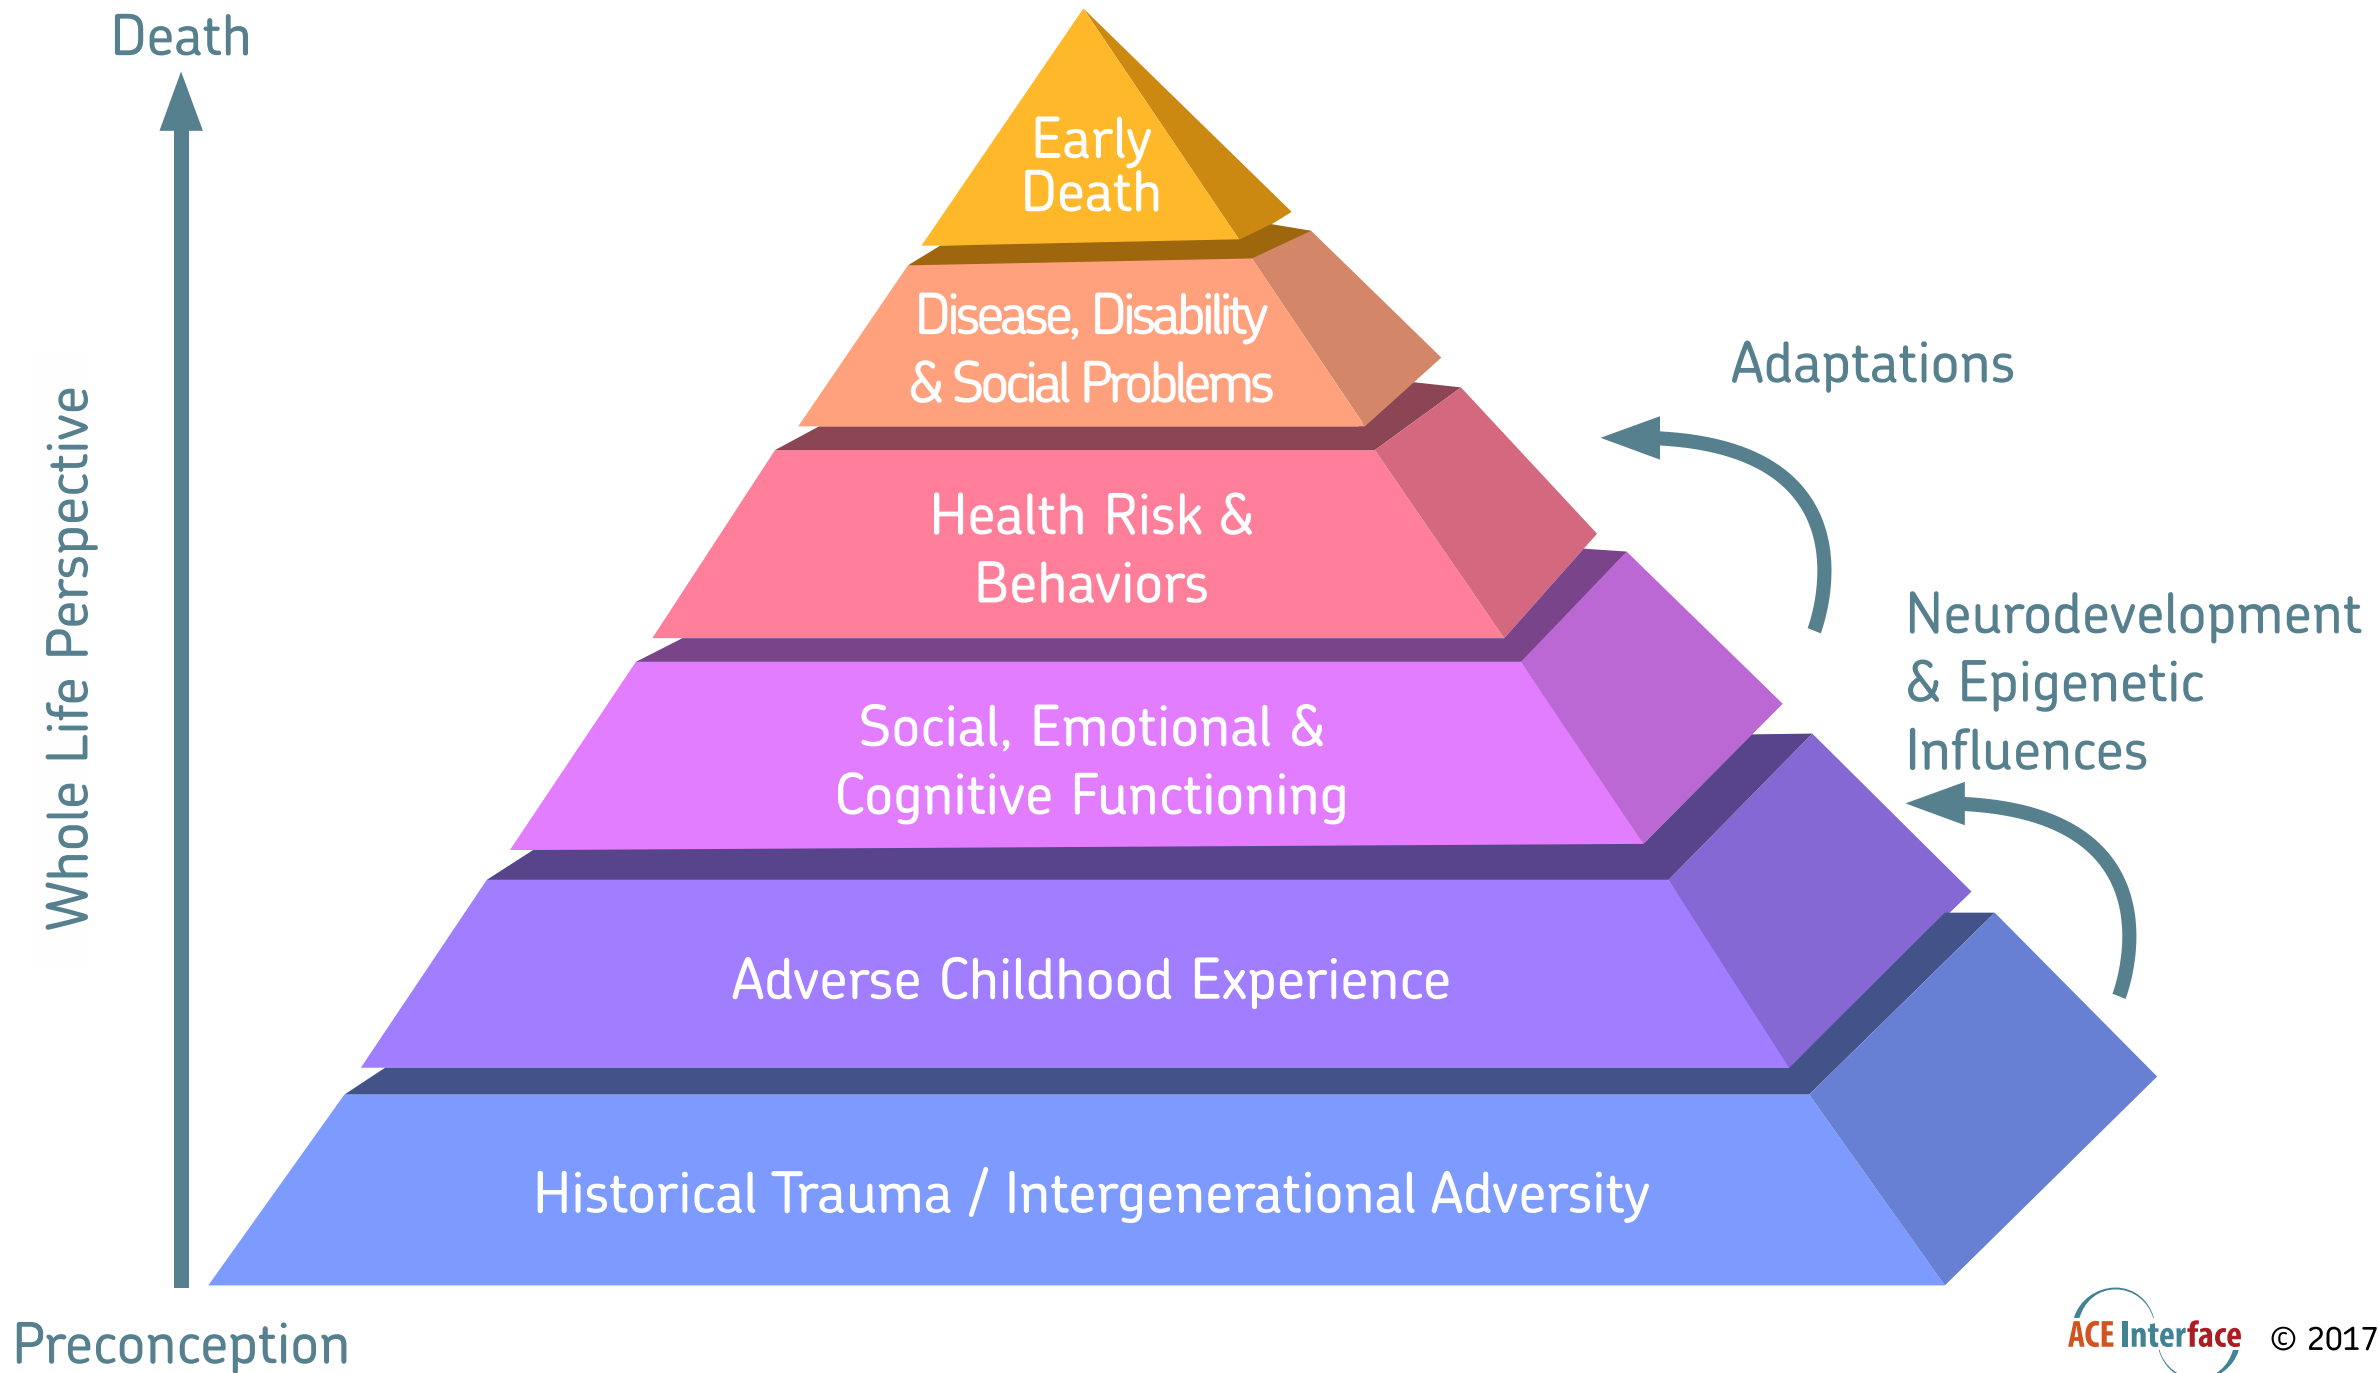 Death
Early
Death
Disease, Disability
& Social Problems
Adaptations
Health Risk &
Behaviors
Neurodevelopment
& Epigenetic
Influences
Whole Life Perspective
Social, Emotional &
Cognitive Functioning
Adverse Childhood Experience
Historical Trauma / Intergenerational Adversity
Preconception
ACE Interface © 2017